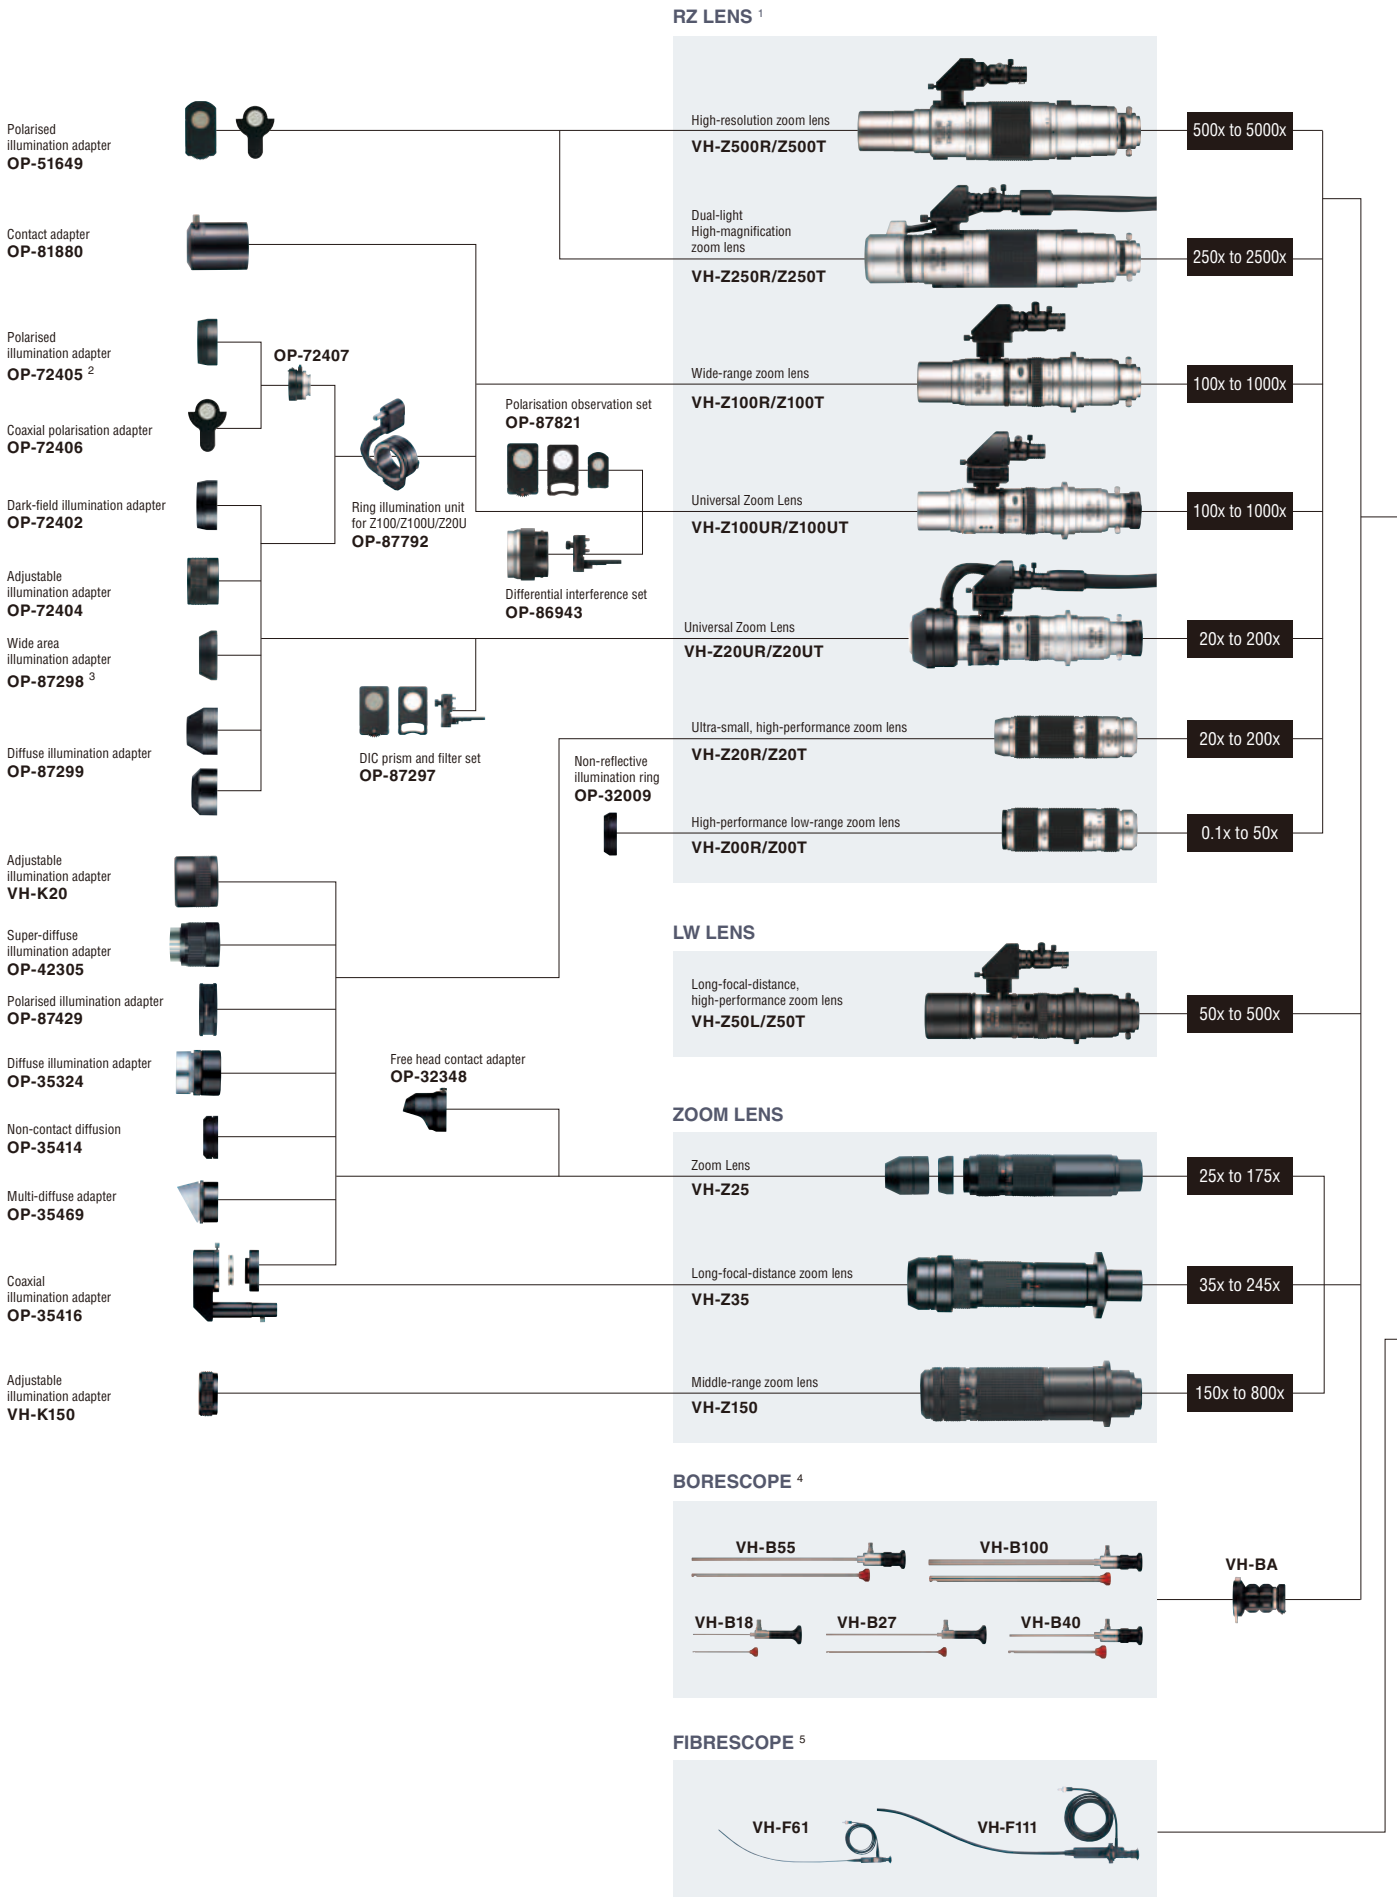 RZ LENS 1
Polarised
illumination adapter
OP-51649
High-resolution zoom lens
VH-Z500R/Z500T
500x to 5000x
Contact adapter
OP-81880
Dual-light
High-magnification
zoom lens
VH-Z250R/Z250T
250x to 2500x
Polarised
illumination adapter
OP-72405 2
OP-72407
Wide-range zoom lens
VH-Z100R/Z100T
100x to 1000x
Coaxial polarisation adapter
OP-72406
Polarisation observation set
OP-87821
Dark-field illumination adapter
OP-72402
Ring illumination unit
for Z100/Z100U/Z20U
OP-87792
Universal Zoom Lens
VH-Z100UR/Z100UT
100x to 1000x
Adjustable
illumination adapter
OP-72404
Differential interference set
OP-86943
Wide area
illumination adapter
OP-87298 3
Universal Zoom Lens
VH-Z20UR/Z20UT
20x to 200x
Diffuse illumination adapter
OP-87299
DIC prism and filter set
OP-87297
Ultra-small, high-performance zoom lens
VH-Z20R/Z20T
20x to 200x
Non-reflective
illumination ring
OP-32009
High-performance low-range zoom lens
VH-Z00R/Z00T
0.1x to 50x
Adjustable
illumination adapter
VH-K20
Super-diffuse
illumination adapter
OP-42305
LW LENS
Long-focal-distance,
high-performance zoom lens
VH-Z50L/Z50T
50x to 500x
Polarised illumination adapter
OP-87429
Diffuse illumination adapter
OP-35324
Free head contact adapter
OP-32348
Non-contact diffusion
OP-35414
ZOOM LENS
Zoom Lens
VH-Z25
25x to 175x
Multi-diffuse adapter
OP-35469
Coaxial
illumination adapter
OP-35416
Long-focal-distance zoom lens
VH-Z35
35x to 245x
Adjustable
illumination adapter
VH-K150
Middle-range zoom lens
VH-Z150
150x to 800x
BORESCOPE 4
VH-B55
VH-B100
VH-BA
VH-B18
VH-B27
VH-B40
FIBRESCOPE 5
VH-F61
VH-F111